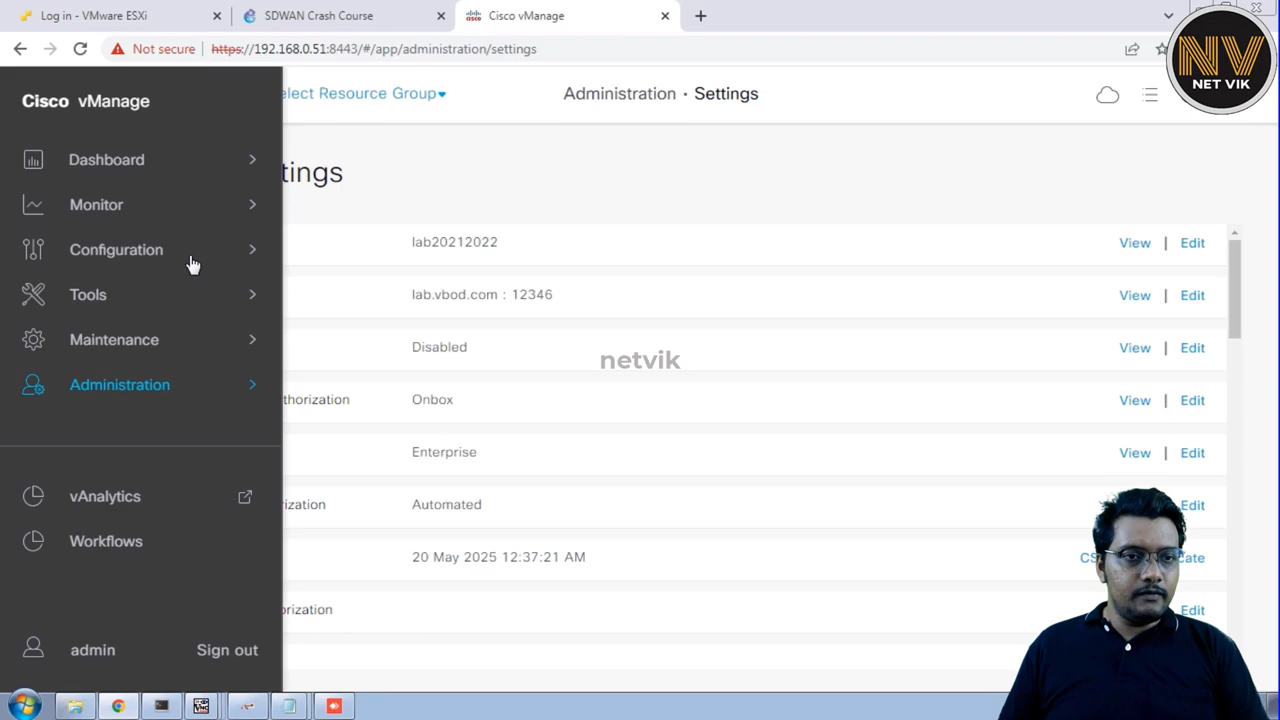 Log in - VMware ESXi
SDWAN Crash Course
Cisco vManage
Not secure
https://192.168.0.51:8443/#/app/administration/settings
NV
NET VIK
Cisco vManage
elect Resource Group
Administration · Settings
Dashboard
tings
Monitor
Configuration
lab20212022 View | Edit
Tools
lab.vbod.com : 12346 View | Edit
Maintenance
Disabled View | Edit
netvik
Administration
thorization Onbox View | Edit
Enterprise View | Edit
vAnalytics
ization Automated Edit
Workflows
20 May 2025 12:37:21 AM CS cate
orization Edit
admin Sign out